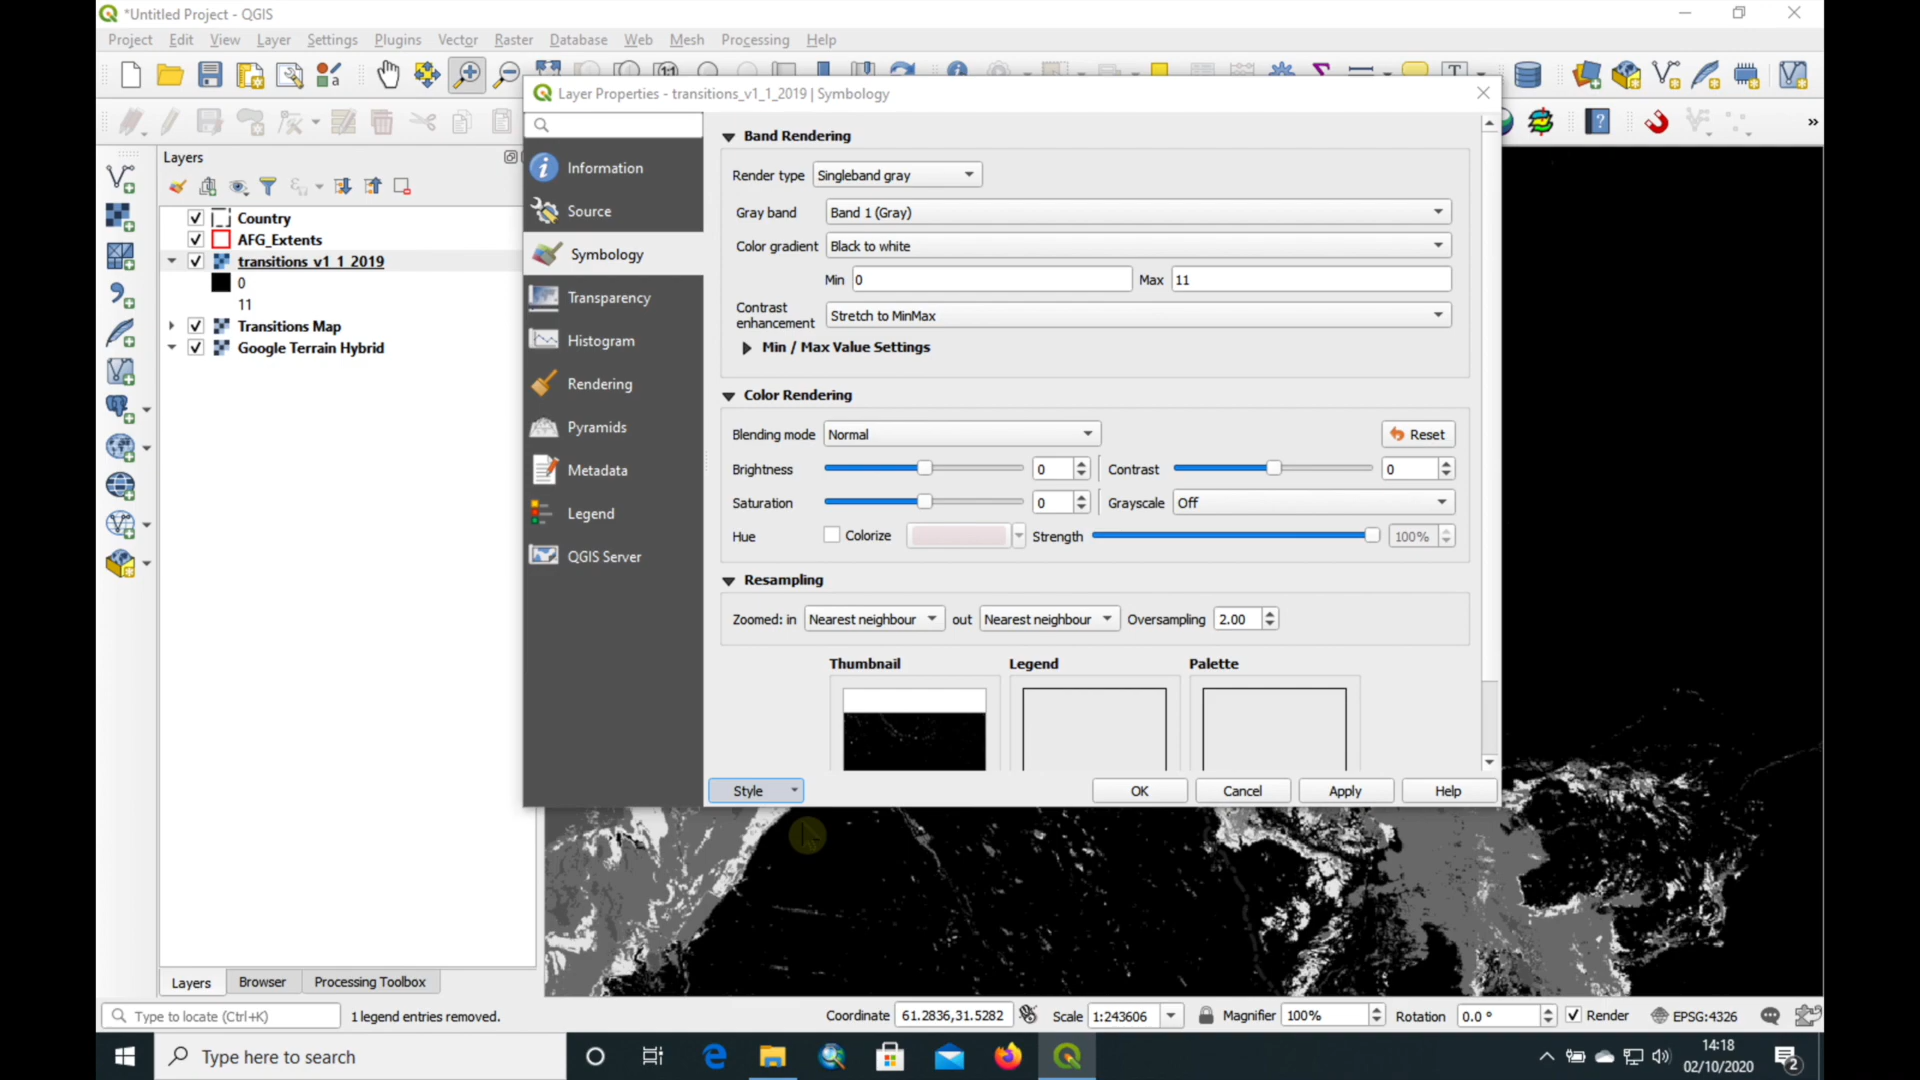 *Untitled Project - QGIS
Project Edit View Layer Settings Plugins Vector Raster Database Web Mesh Processing Help
Layer Properties - transitions_v1_1_2019 | Symbology
Layers
Country
AFG_Extents
transitions_v1_1_2019
0
11
Transitions Map
Google Terrain Hybrid
Information
Source
Symbology
Transparency
Histogram
Rendering
Pyramids
Metadata
Legend
QGIS Server
Band Rendering
Render type Singleband gray
Gray band Band 1 (Gray)
Color gradient Black to white
Min 0 Max 11
Contrast enhancement Stretch to MinMax
Min / Max Value Settings
Color Rendering
Blending mode Normal Reset
Brightness 0 Contrast 0
Saturation 0 Grayscale Off
Hue Colorize Strength 100%
Resampling
Zoomed: in Nearest neighbour out Nearest neighbour Oversampling 2.00
Thumbnail Legend Palette
Style OK Cancel Apply Help
Layers Browser Processing Toolbox
Type to locate (Ctrl+K) 1 legend entries removed. Coordinate 61.2836,31.5282 Scale 1:243606 Magnifier 100% Rotation 0.0 ° Render EPSG:4326
Type here to search
14:18
02/10/2020
2